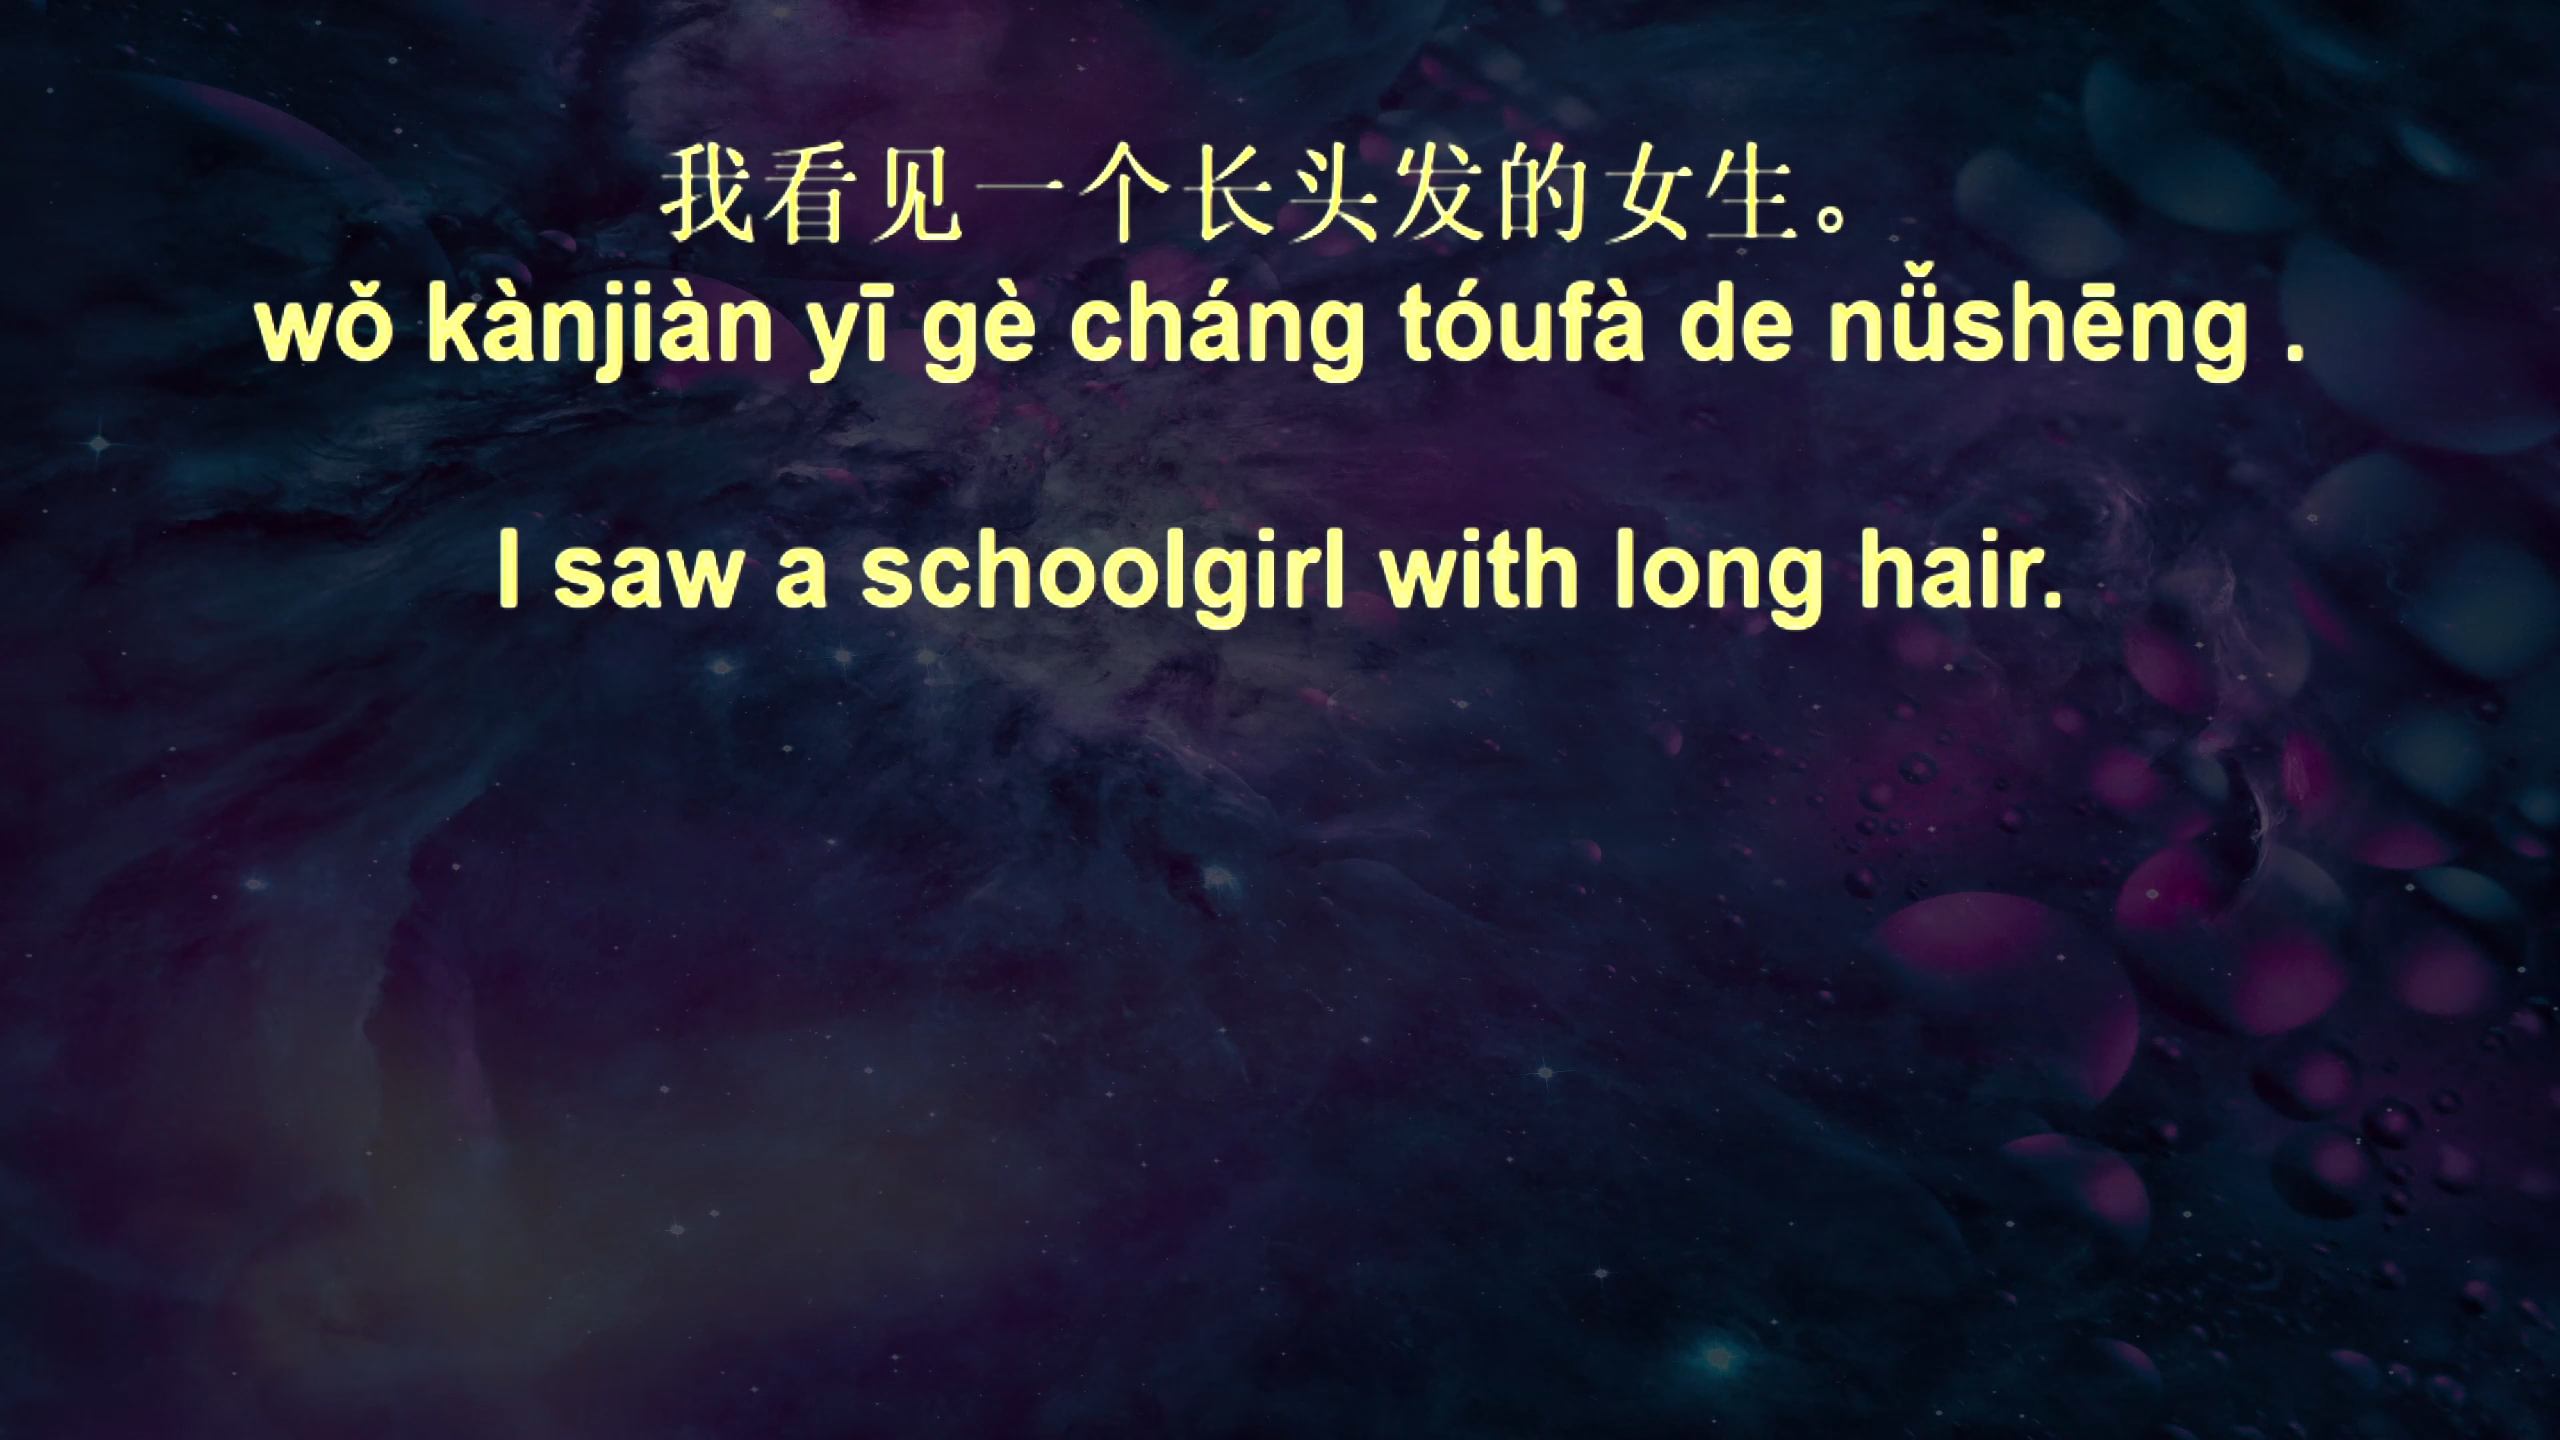 我看见一个长头发的女生。
wǒ kànjiàn yī gè cháng tóufà de nǚshēng .
I saw a schoolgirl with long hair.